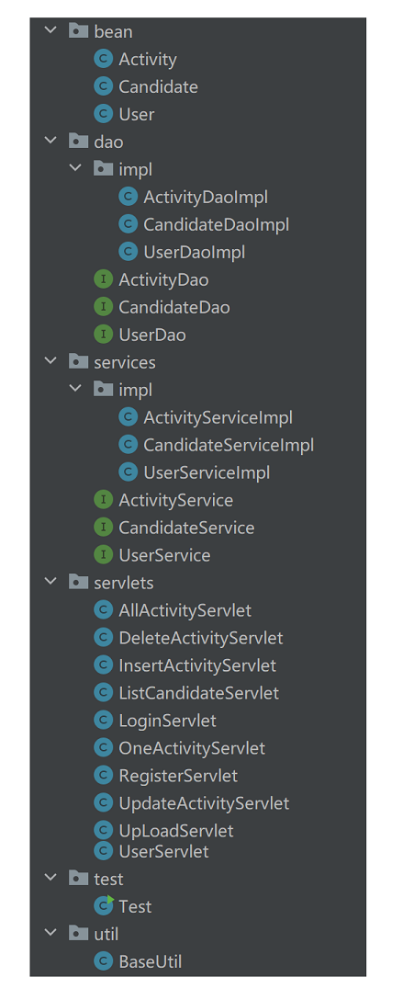 bean
C Activity
C Candidate
C User
dao
impl
C ActivityDaoImpl
C CandidateDaoImpl
C UserDaoImpl
I ActivityDao
I CandidateDao
I UserDao
services
impl
C ActivityServiceImpl
C CandidateServiceImpl
C UserServiceImpl
I ActivityService
I CandidateService
I UserService
servlets
C AllActivityServlet
C DeleteActivityServlet
C InsertActivityServlet
C ListCandidateServlet
C LoginServlet
C OneActivityServlet
C RegisterServlet
C UpdateActivityServlet
C UpLoadServlet
C UserServlet
test
C Test
util
C BaseUtil